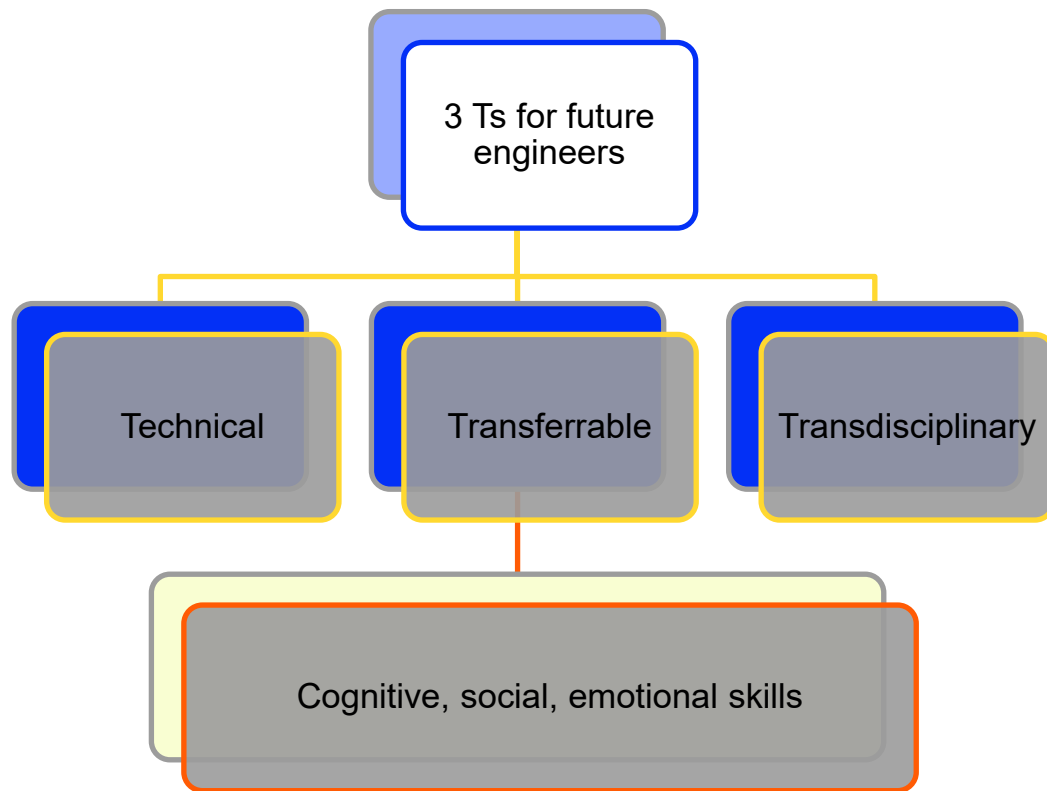 3 Ts for future
engineers
Technical
Transferrable
Transdisciplinary
Cognitive, social, emotional skills